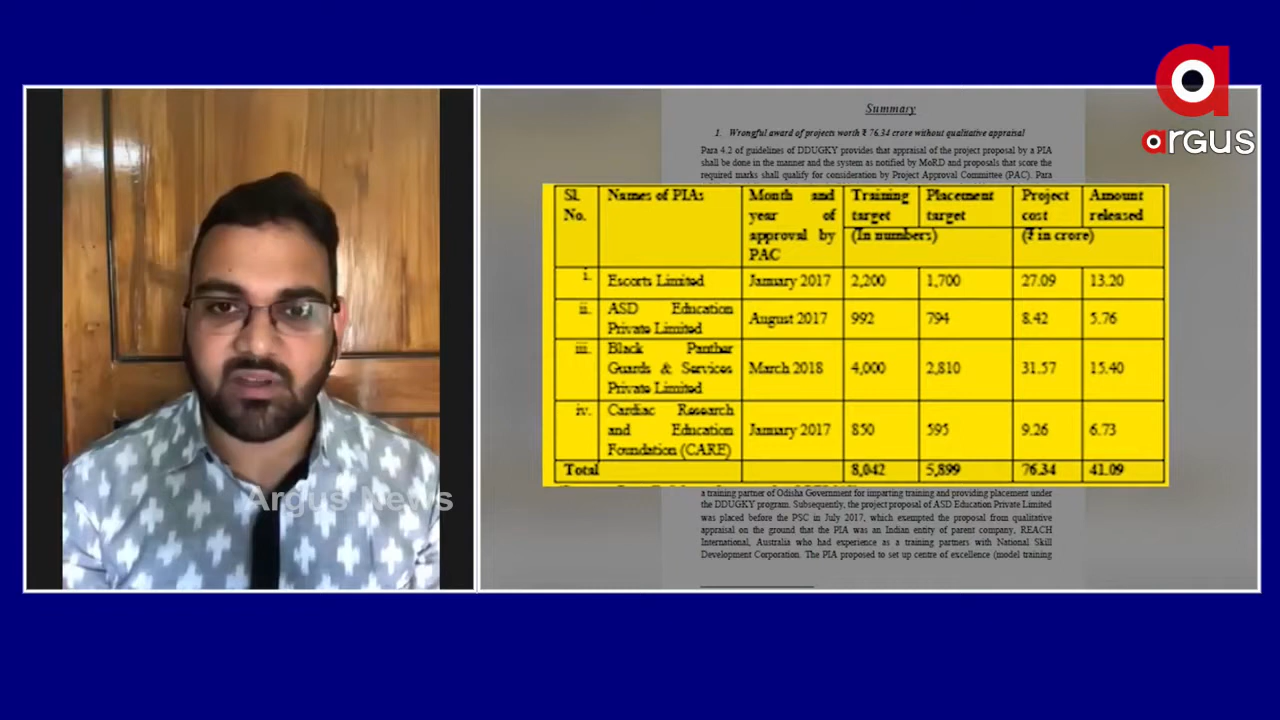 argus
Summary
1. Wrongful award of projects worth ₹ 76.34 crore without qualitative appraisal
Para 4.2 of guidelines of DDUGKY provides that appraisal of the project proposal by a PIA
shall be done in the manner and the system as notified by MoRD and proposals that score the
required marks shall qualify for consideration by Project Approval Committee (PAC). Para
Sl. No. Names of PIAs Month and year of approval by PAC Training target Placement target Project cost Amount released
(In numbers) (₹ in crore)
i. Escorts Limited January 2017 2,200 1,700 27.09 13.20
ii. ASD Education Private Limited August 2017 992 794 8.42 5.76
iii. Black Panther Guards & Services Private Limited March 2018 4,000 2,810 31.57 15.40
iv. Cardiac Research and Education Foundation (CARE) January 2017 850 595 9.26 6.73
Total 8,042 5,899 76.34 41.09
a training partner of Odisha Government for imparting training and providing placement under
the DDUGKY program. Subsequently, the project proposal of ASD Education Private Limited
was placed before the PSC in July 2017, which exempted the proposal from qualitative
appraisal on the ground that the PIA was an Indian entity of parent company, REACH
International, Australia who had experience as a training partners with National Skill
Development Corporation. The PIA proposed to set up centre of excellence (model training
Argus News